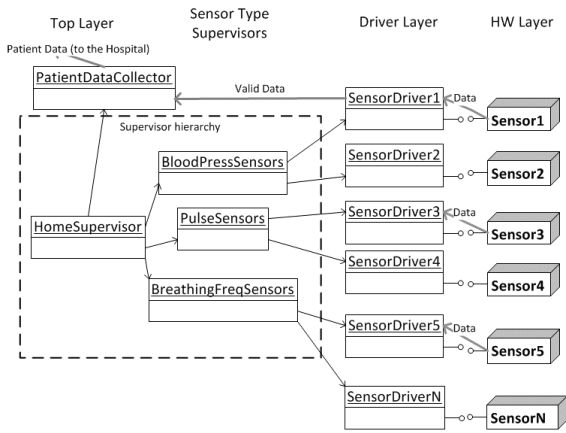 Top Layer
Sensor Type
Supervisors
Driver Layer
HW Layer
Patient Data (to the Hospital)
PatientDataCollector
Valid Data
SensorDriver1
Data
Sensor1
Supervisor hierarchy
BloodPressSensors
SensorDriver2
Sensor2
HomeSupervisor
PulseSensors
SensorDriver3
Data
Sensor3
SensorDriver4
Sensor4
BreathingFreqSensors
SensorDriver5
Data
Sensor5
SensorDriverN
SensorN